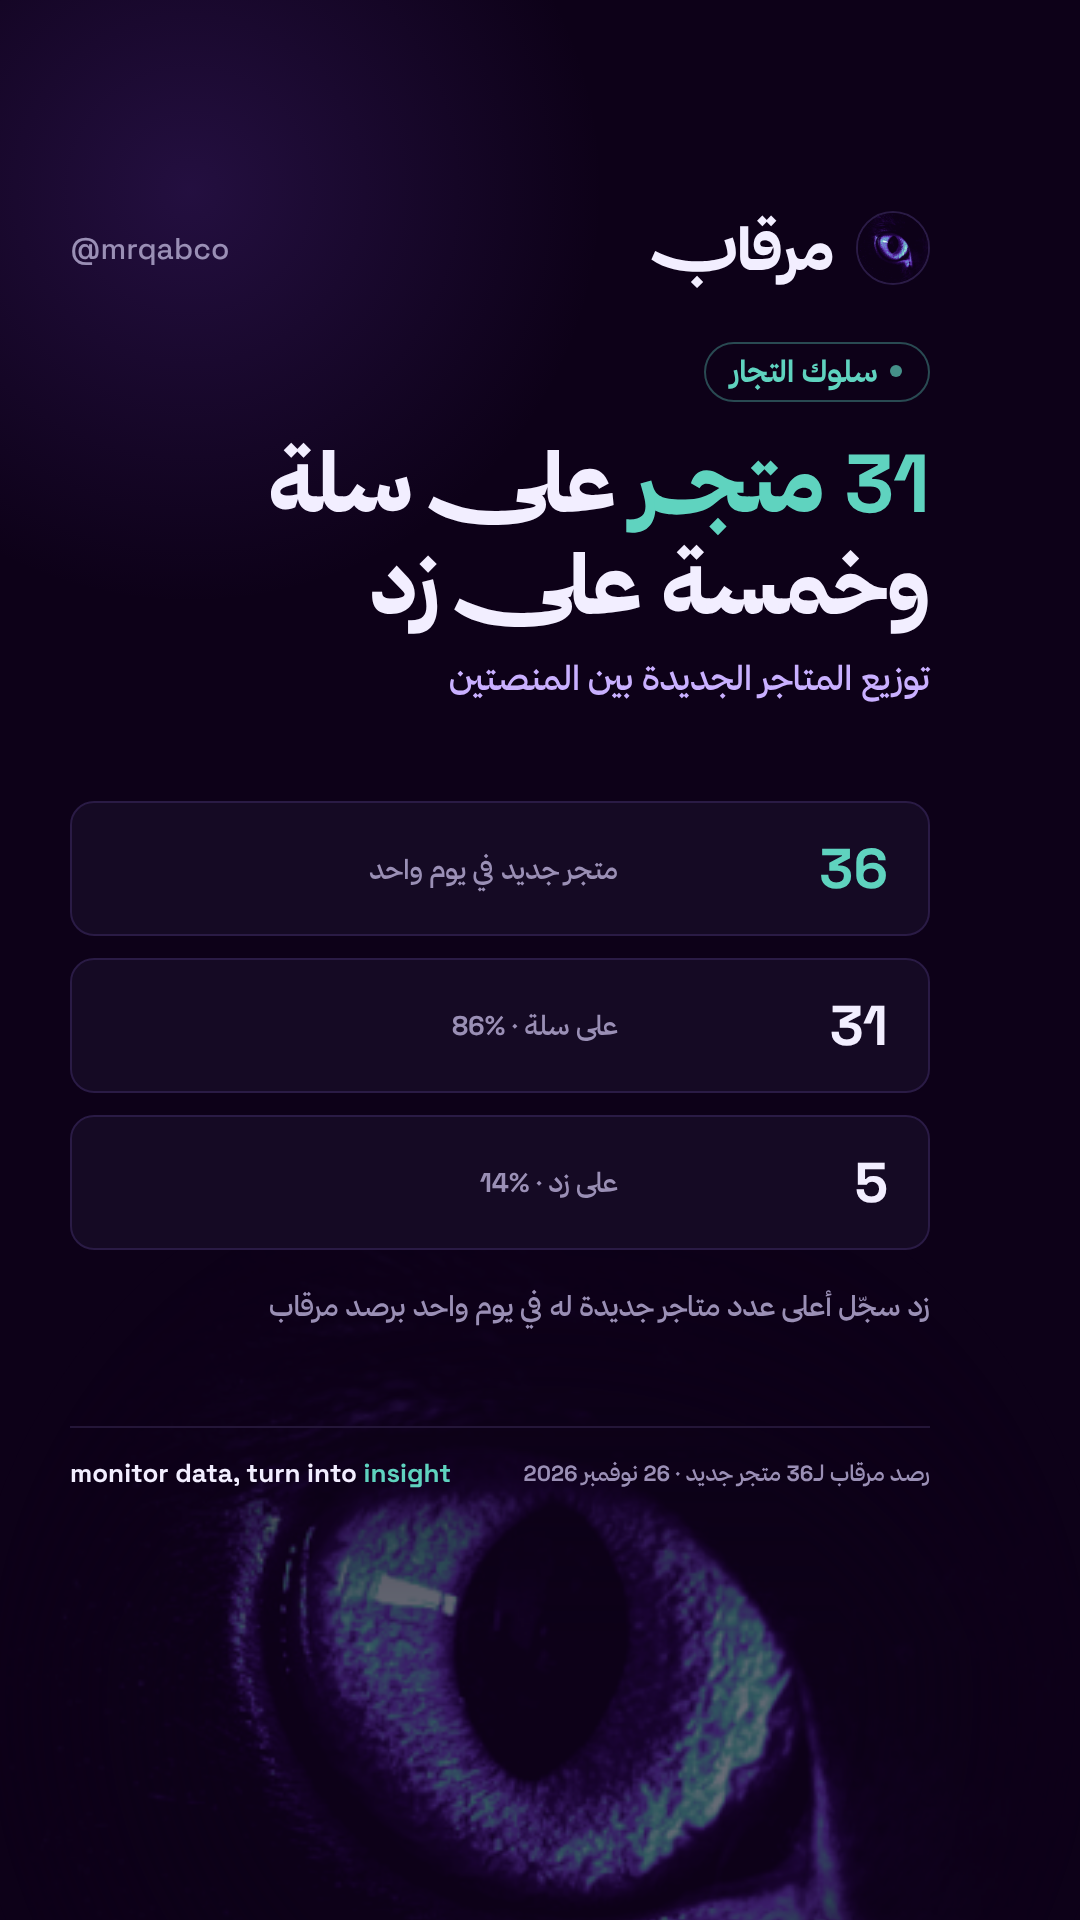 مرقاب
@mrqabco
سلوك التجار
31 متجر على سلة
وخمسة على زد
توزيع المتاجر الجديدة بين المنصتين
36
متجر جديد في يوم واحد
31
على سلة · 86%
5
على زد · 14%
زد سجّل أعلى عدد متاجر جديدة له في يوم واحد برصد مرقاب
رصد مرقاب لـ36 متجر جديد · 26 نوفمبر 2026
monitor data, turn into insight